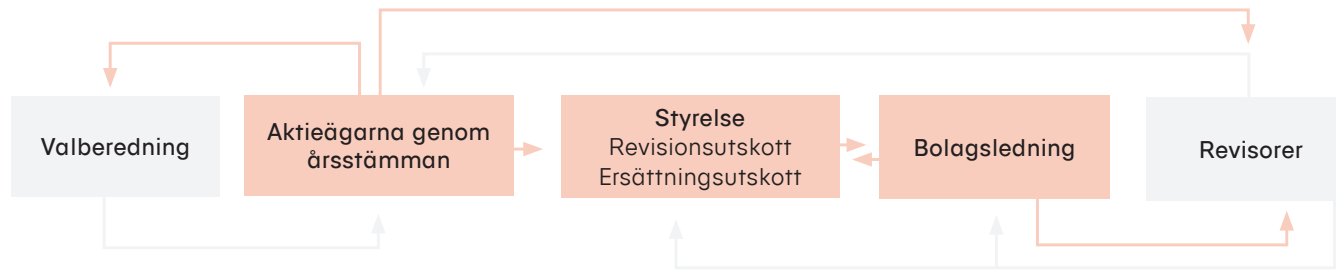 Valberedning
Aktieägarna genom
årsstämman
Styrelse
Revisionsutskott
Ersättningsutskott
Bolagsledning
Revisorer